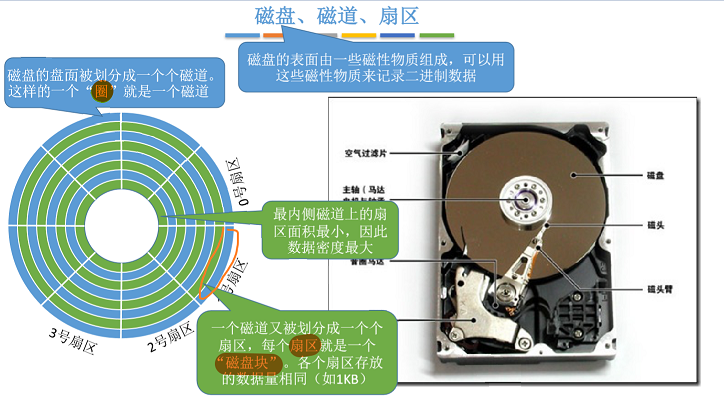 磁盘、磁道、扇区
磁盘的表面由一些磁性物质组成，可以用
这些磁性物质来记录二进制数据
磁盘的盘面被划分成一个个磁道。
这样的一个“圈”就是一个磁道
0号扇区
号扇区
2号扇区
3号扇区
最内侧磁道上的扇
区面积最小，因此
数据密度最大
一个磁道又被划分成一个个
扇区，每个扇区就是一个
“磁盘块”。各个扇区存放
的数据量相同（如1KB）
空气过滤片
主轴（马达
音圈马达
磁盘
磁头
磁头臂